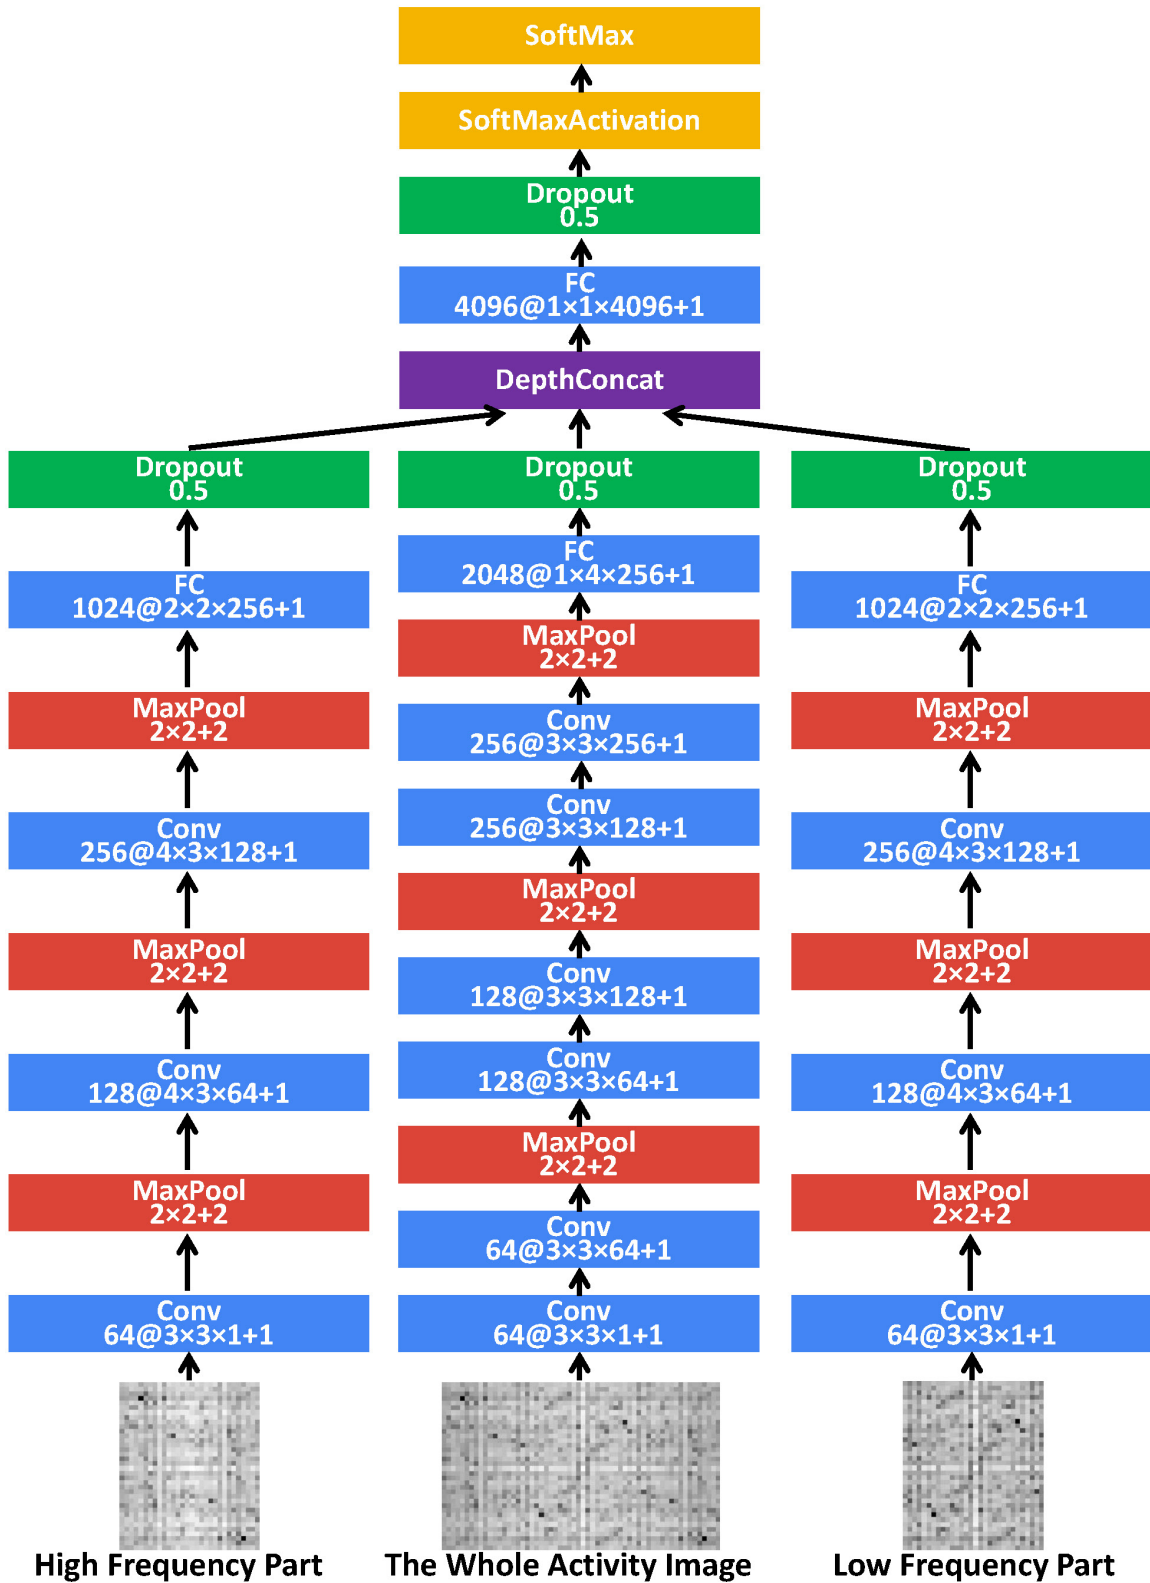 SoftMax
SoftMaxActivation
Dropout
0.5
FC
4096@1×1×4096+1
DepthConcat
Dropout
0.5
FC
1024@2×2×256+1
MaxPool
2×2+2
Conv
256@4×3×128+1
MaxPool
2×2+2
Conv
128@4×3×64+1
MaxPool
2×2+2
Conv
64@3×3×1+1
High Frequency Part
Dropout
0.5
FC
2048@1×4×256+1
MaxPool
2×2+2
Conv
256@3×3×256+1
Conv
256@3×3×128+1
MaxPool
2×2+2
Conv
128@3×3×128+1
Conv
128@3×3×64+1
MaxPool
2×2+2
Conv
64@3×3×64+1
Conv
64@3×3×1+1
The Whole Activity Image
Dropout
0.5
FC
1024@2×2×256+1
MaxPool
2×2+2
Conv
256@4×3×128+1
MaxPool
2×2+2
Conv
128@4×3×64+1
MaxPool
2×2+2
Conv
64@3×3×1+1
Low Frequency Part